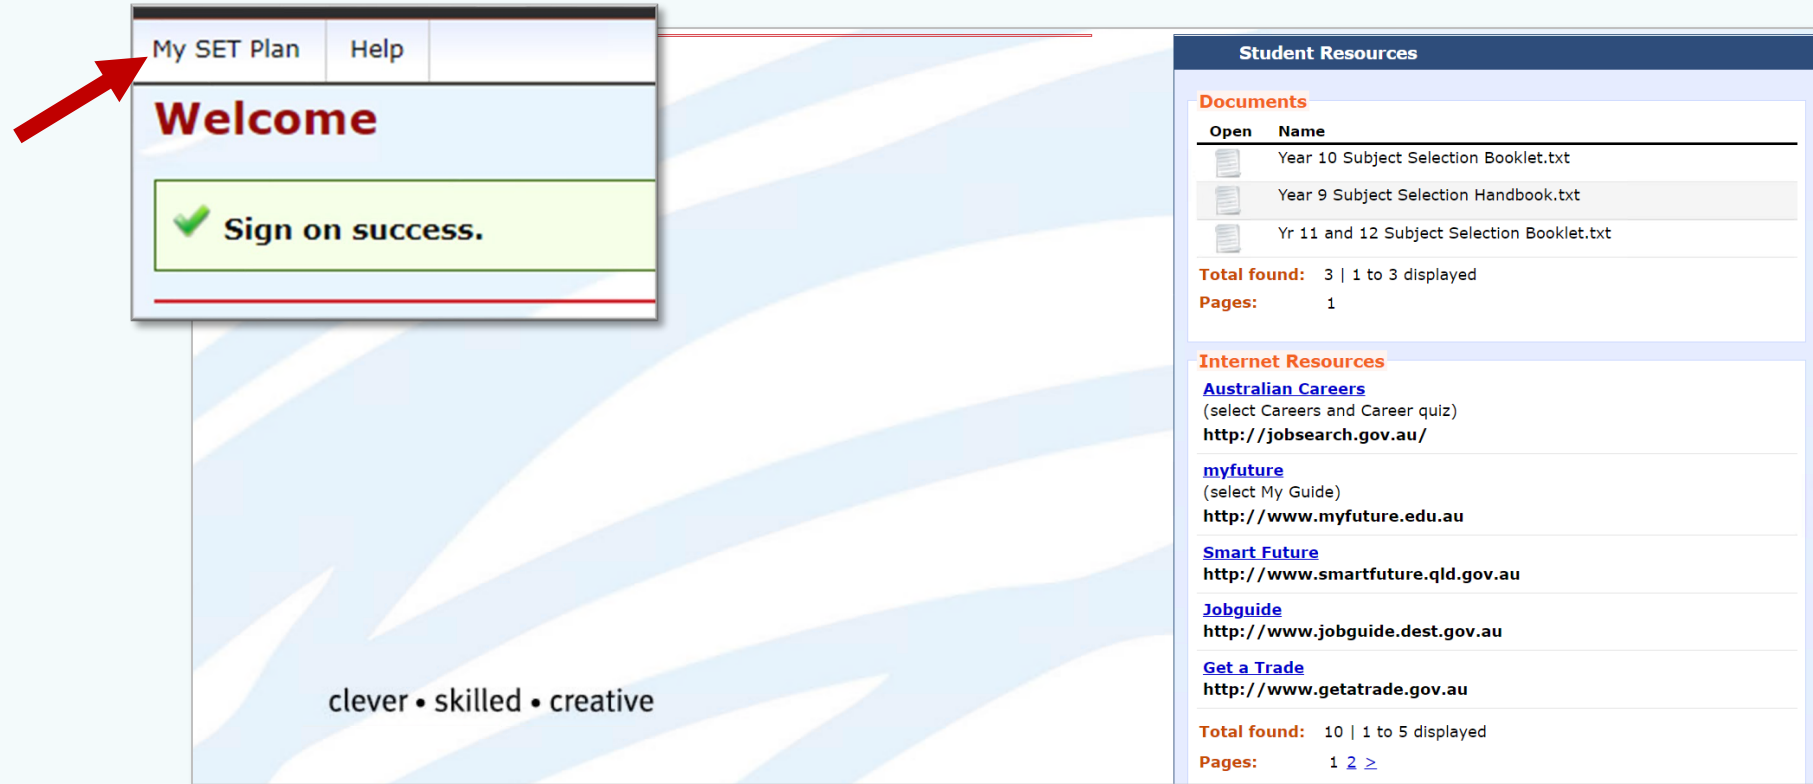 My SET Plan Help
Welcome
Sign on success.
clever • skilled • creative
Student Resources
Documents
Open Name
Year 10 Subject Selection Booklet.txt
Year 9 Subject Selection Handbook.txt
Yr 11 and 12 Subject Selection Booklet.txt
Total found: 3 | 1 to 3 displayed
Pages: 1
Internet Resources
Australian Careers
(select Careers and Career quiz)
http://jobsearch.gov.au/
myfuture
(select My Guide)
http://www.myfuture.edu.au
Smart Future
http://www.smartfuture.qld.gov.au
Jobguide
http://www.jobguide.dest.gov.au
Get a Trade
http://www.getatrade.gov.au
Total found: 10 | 1 to 5 displayed
Pages: 1 2 >